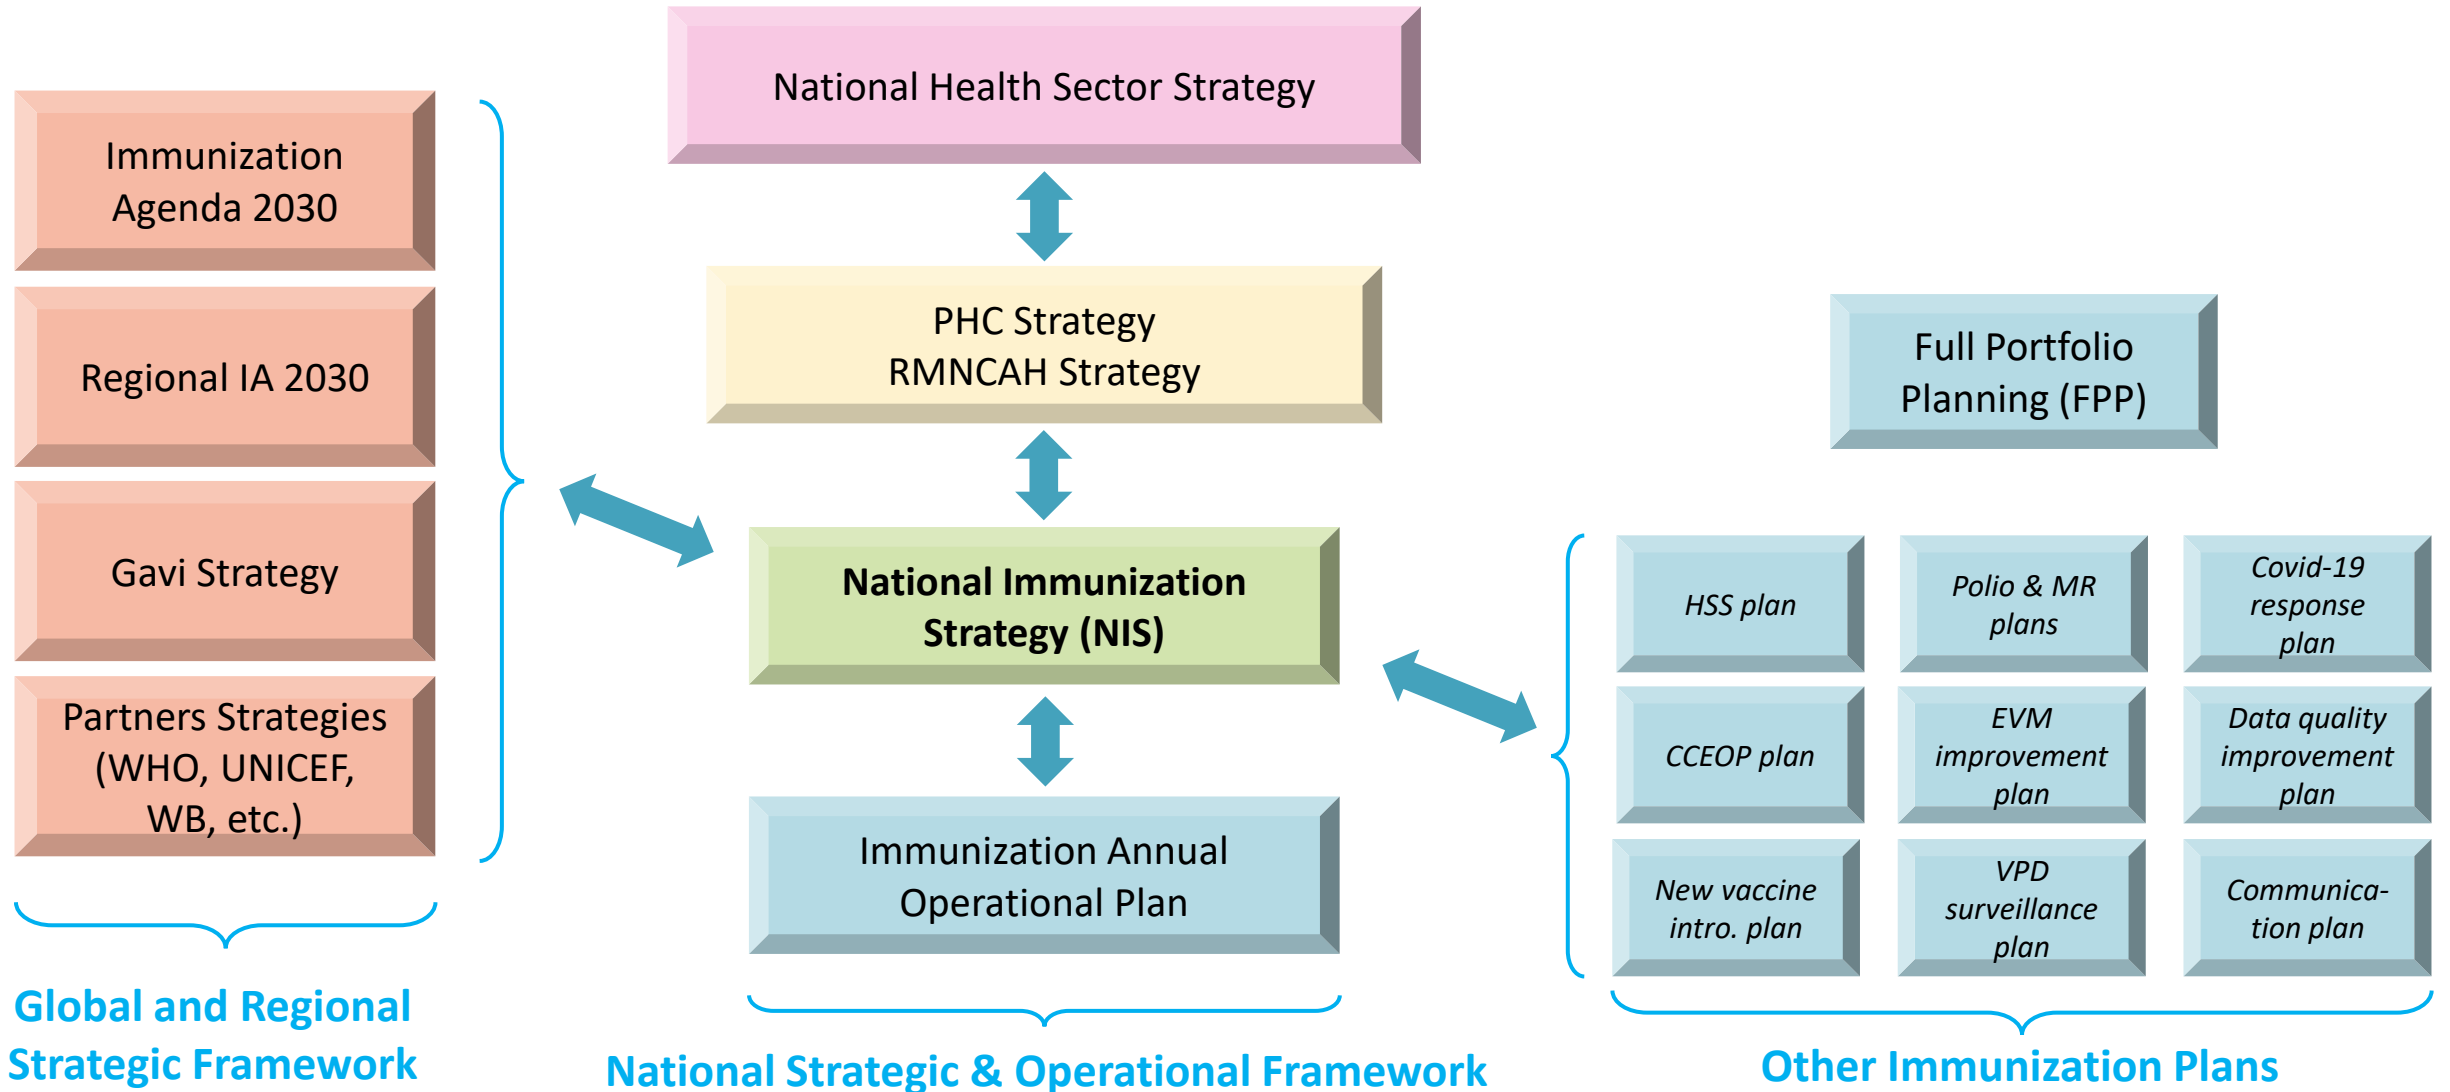 National Health Sector Strategy
Immunization
Agenda 2030
Regional IA 2030
Gavi Strategy
Partners Strategies
(WHO, UNICEF,
WB, etc.)
Global and Regional
Strategic Framework
PHC Strategy
RMNCAH Strategy
National Immunization
Strategy (NIS)
Immunization Annual
Operational Plan
National Strategic & Operational Framework
Full Portfolio
Planning (FPP)
HSS plan
Polio & MR
plans
Covid-19
response
plan
CCEOP plan
EVM
improvement
plan
Data quality
improvement
plan
New vaccine
intro. plan
VPD
surveillance
plan
Communica-
tion plan
Other Immunization Plans